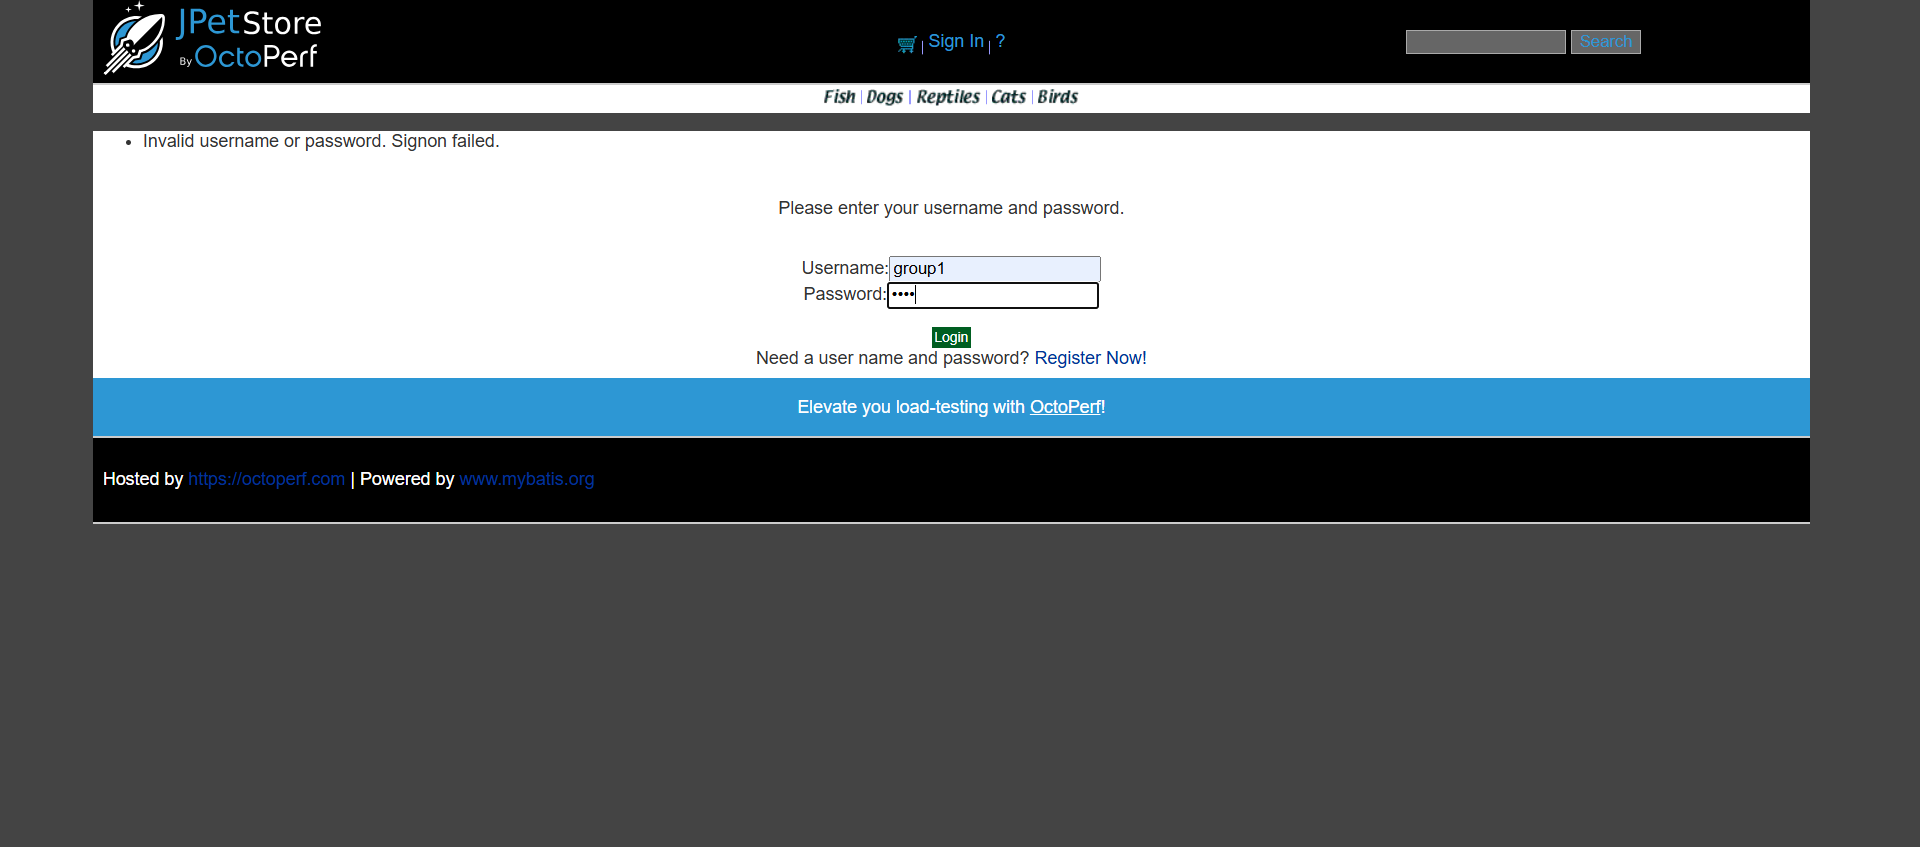 JPetStore
By OctoPerf
Sign In | ?
Search
Fish | Dogs | Reptiles | Cats | Birds
• Invalid username or password. Signon failed.
Please enter your username and password.
Username: group1
Password: ••••
Login
Need a user name and password? Register Now!
Elevate you load-testing with OctoPerf!
Hosted by https://octoperf.com | Powered by www.mybatis.org